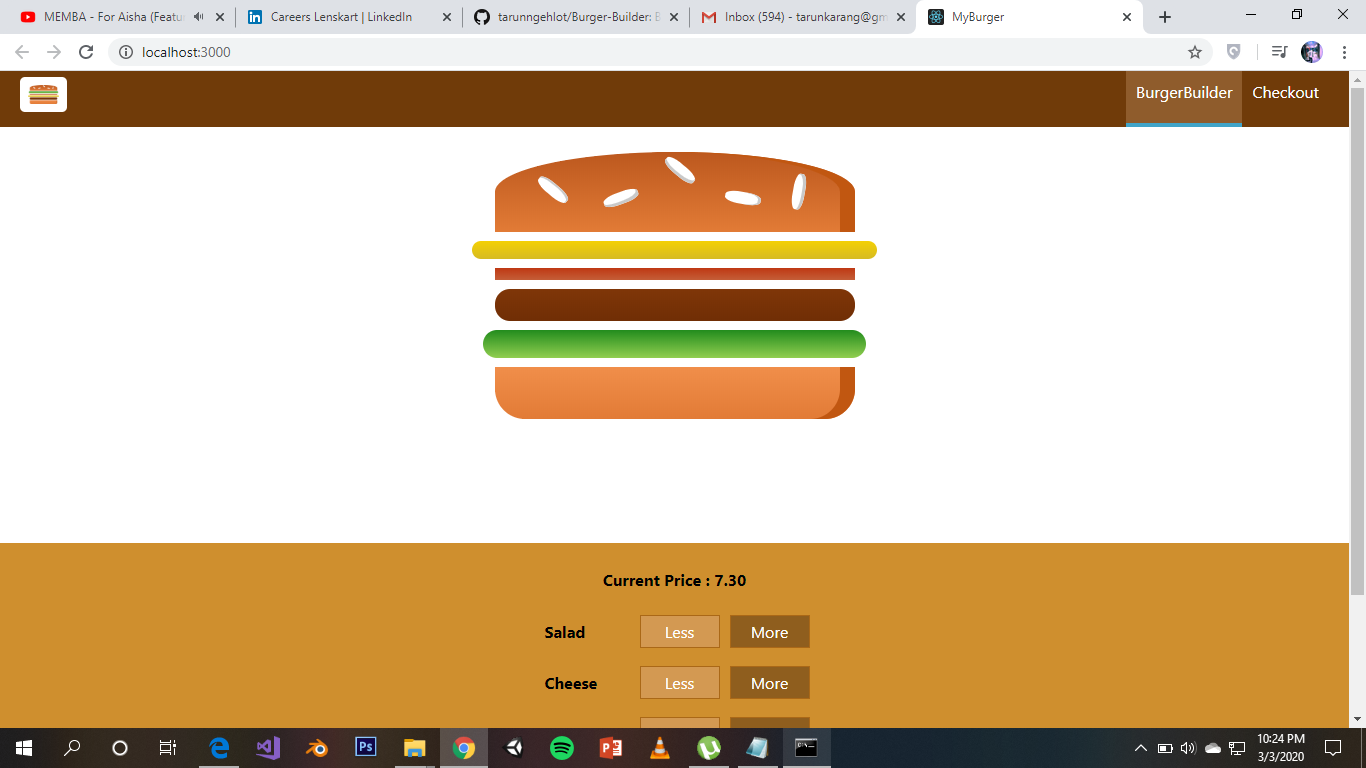 MEMBA - For Aisha (Featu
Careers Lenskart | LinkedIn
tarunngehlot/Burger-Builder: B
Inbox (594) - tarunkarang@gm
MyBurger
localhost:3000
BurgerBuilder
Checkout
Current Price : 7.30
Salad Less More
Cheese Less More
Ps
10:24 PM
3/3/2020